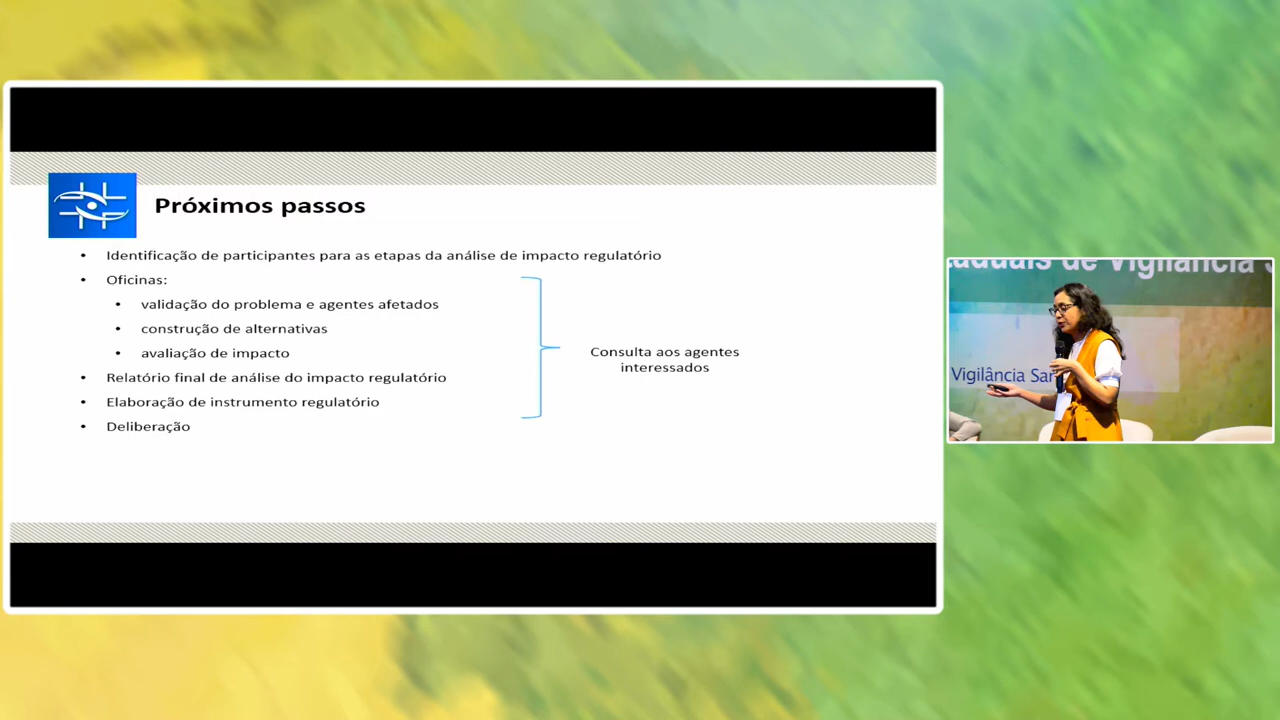 Próximos passos
• Identificação de participantes para as etapas da análise de impacto regulatório
• Oficinas:
• validação do problema e agentes afetados
• construção de alternativas
• avaliação de impacto
• Relatório final de análise do impacto regulatório
• Elaboração de instrumento regulatório
• Deliberação
Consulta aos agentes
interessados
de Vigilância
Vigilância